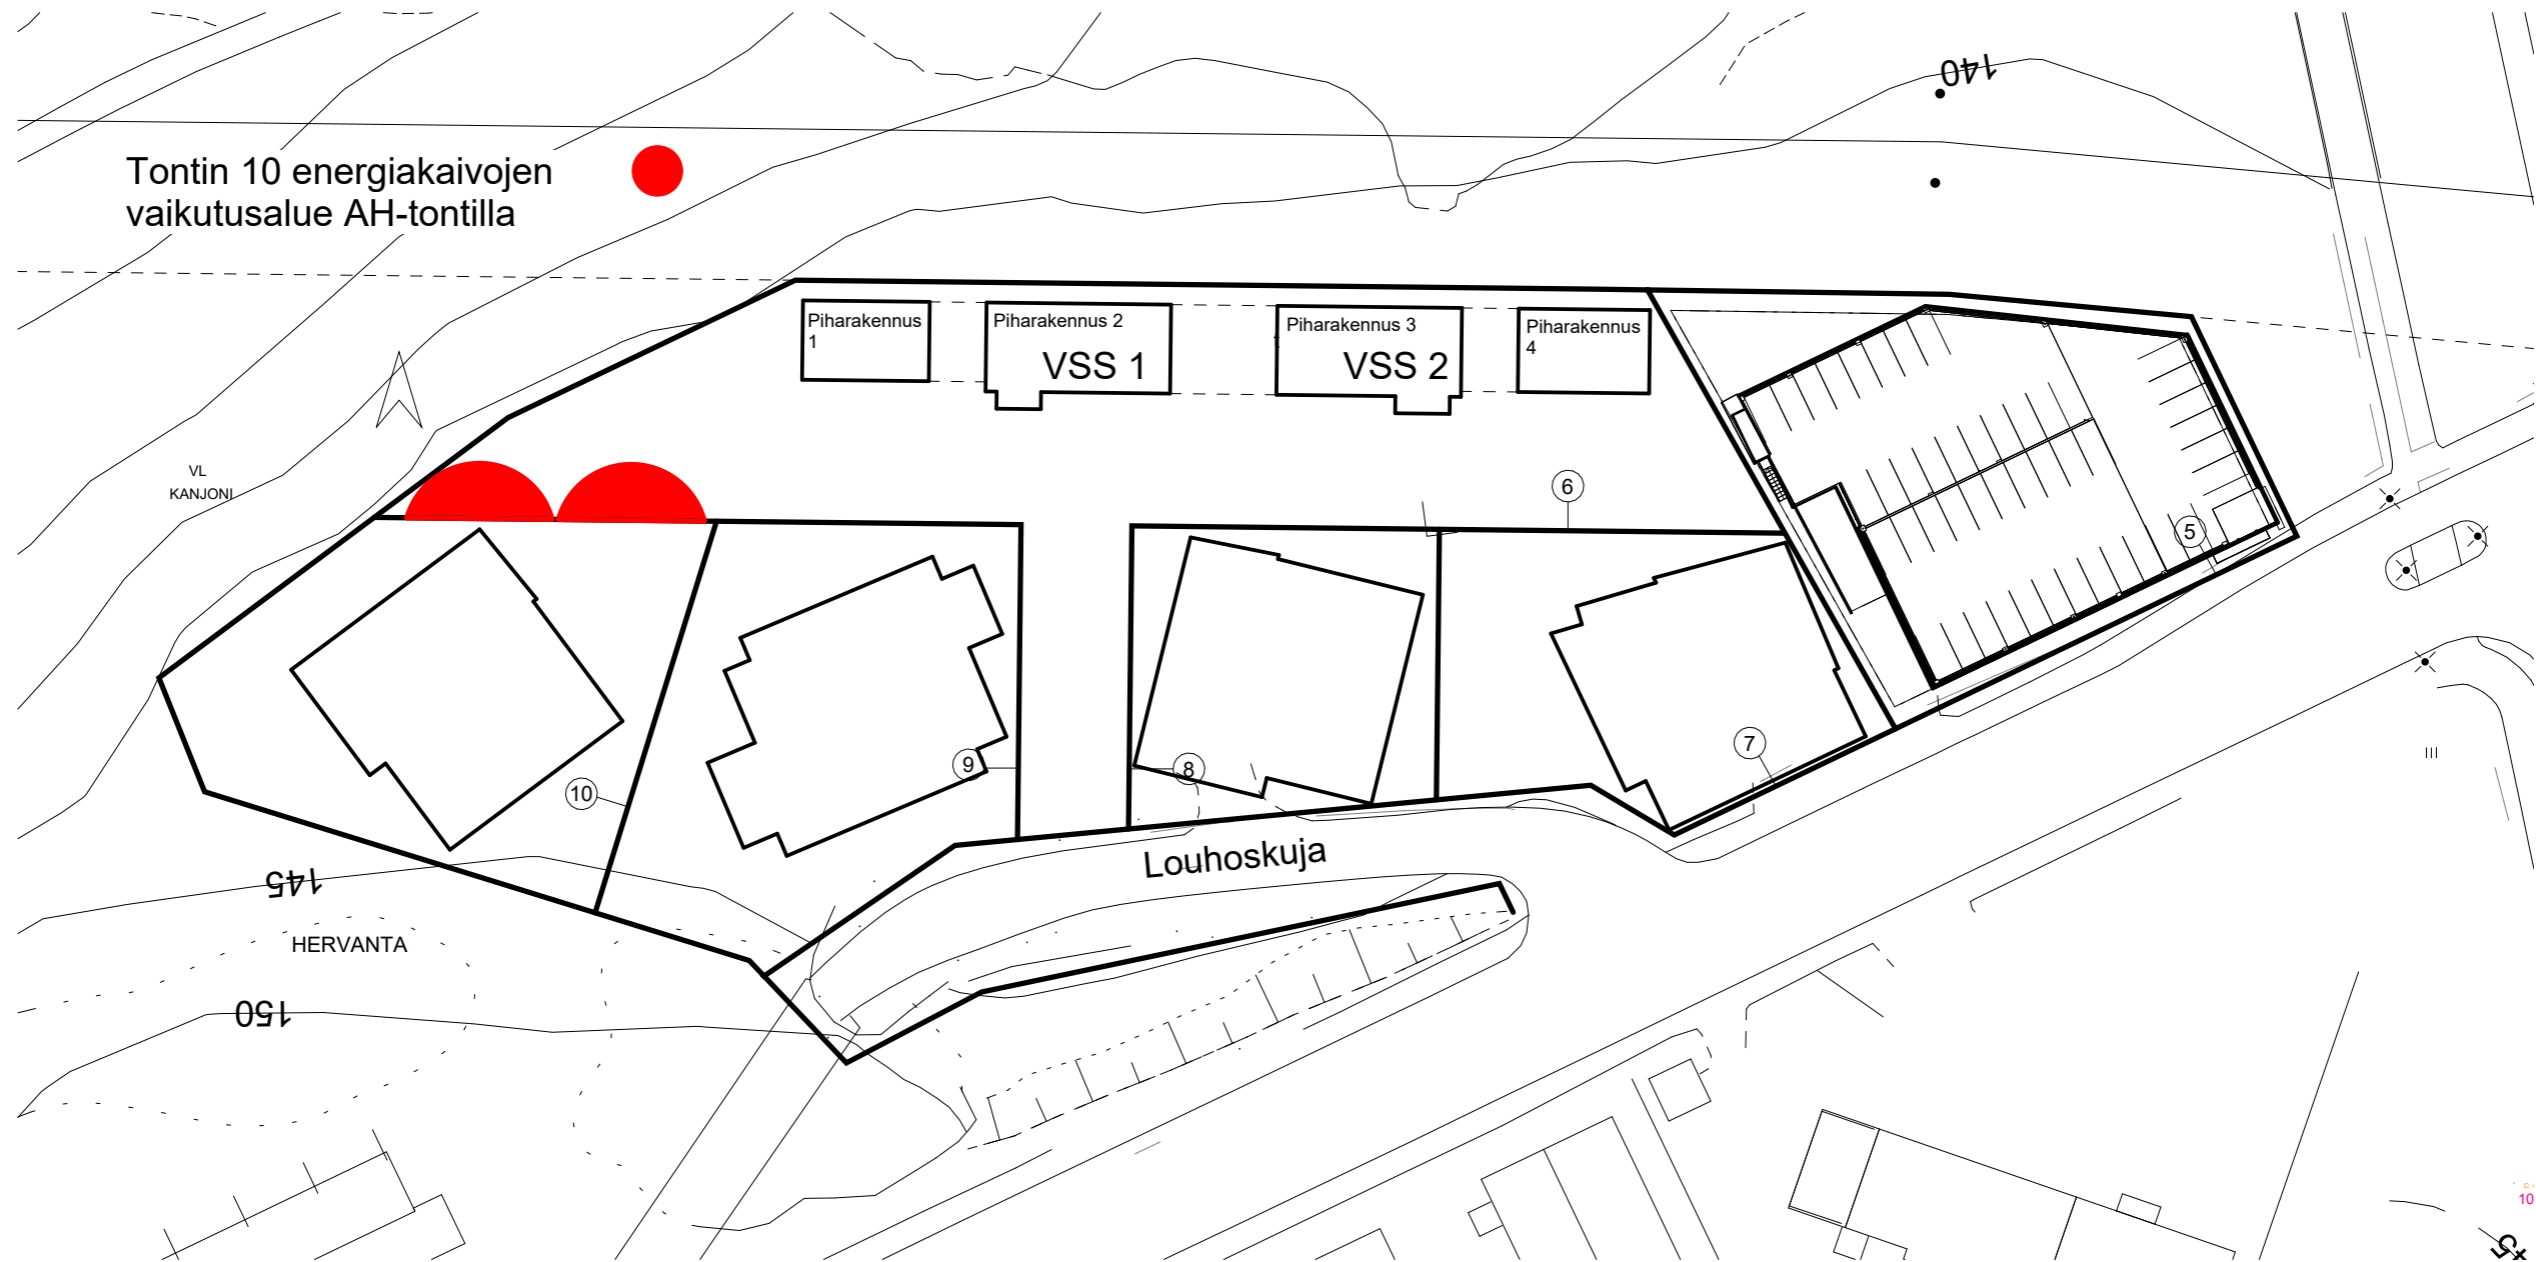 140
Tontin 10 energiakaivojen
vaikutusalue AH-tontilla
Piharakennus
1
Piharakennus 2
VSS 1
Piharakennus 3
VSS 2
Piharakennus
4
VL
KANJONI
6
5
7
9
8
10
Louhoskuja
145
HERVANTA
150
III
10